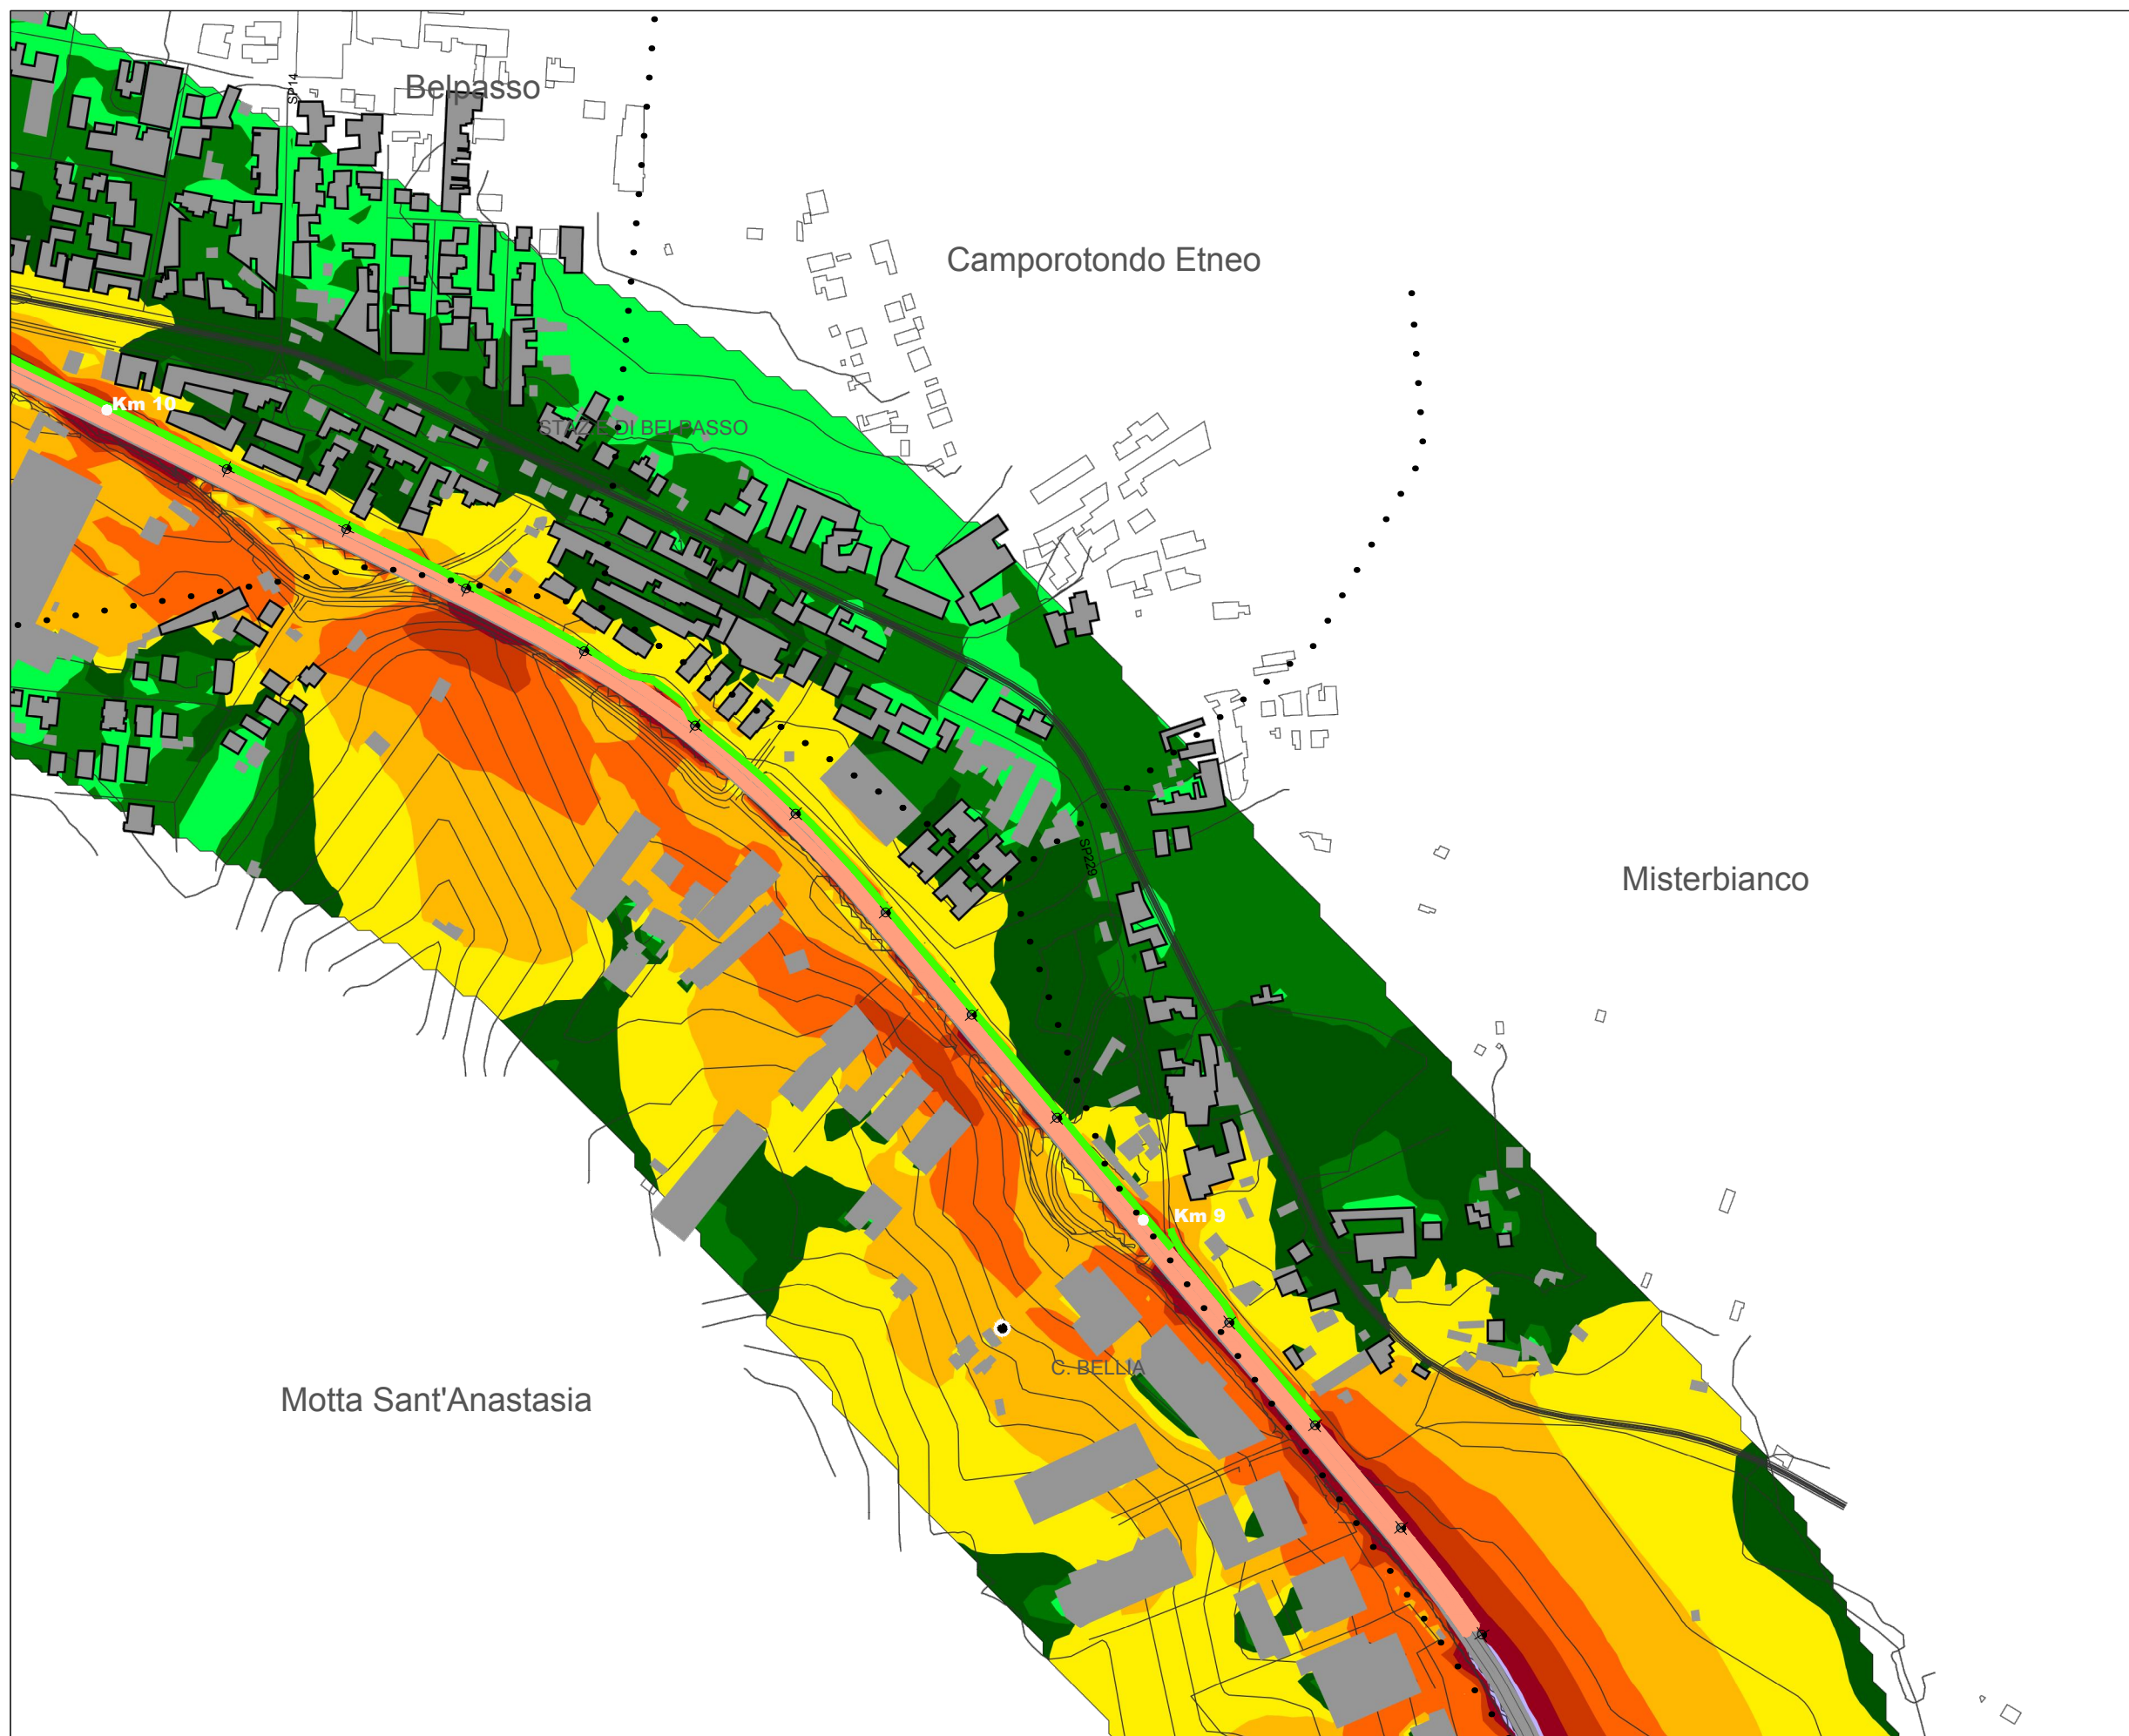 SP14
Belpasso
Camporotondo Etneo
Km 10
STAZ.E DI BELPASSO
SP229
Misterbianco
Km 9
C. BELLIA
Motta Sant'Anastasia